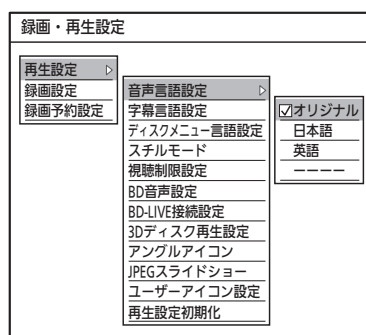 録画・再生設定
再生設定
録画設定
録画予約設定
音声言語設定
字幕言語設定
ディスクメニュー言語設定
スチルモード
視聴制限設定
BD音声設定
BD-LIVE接続設定
3Dディスク再生設定
アングルアイコン
JPEGスライドショー
ユーザーアイコン設定
再生設定初期化
オリジナル
日本語
英語
ーーーー